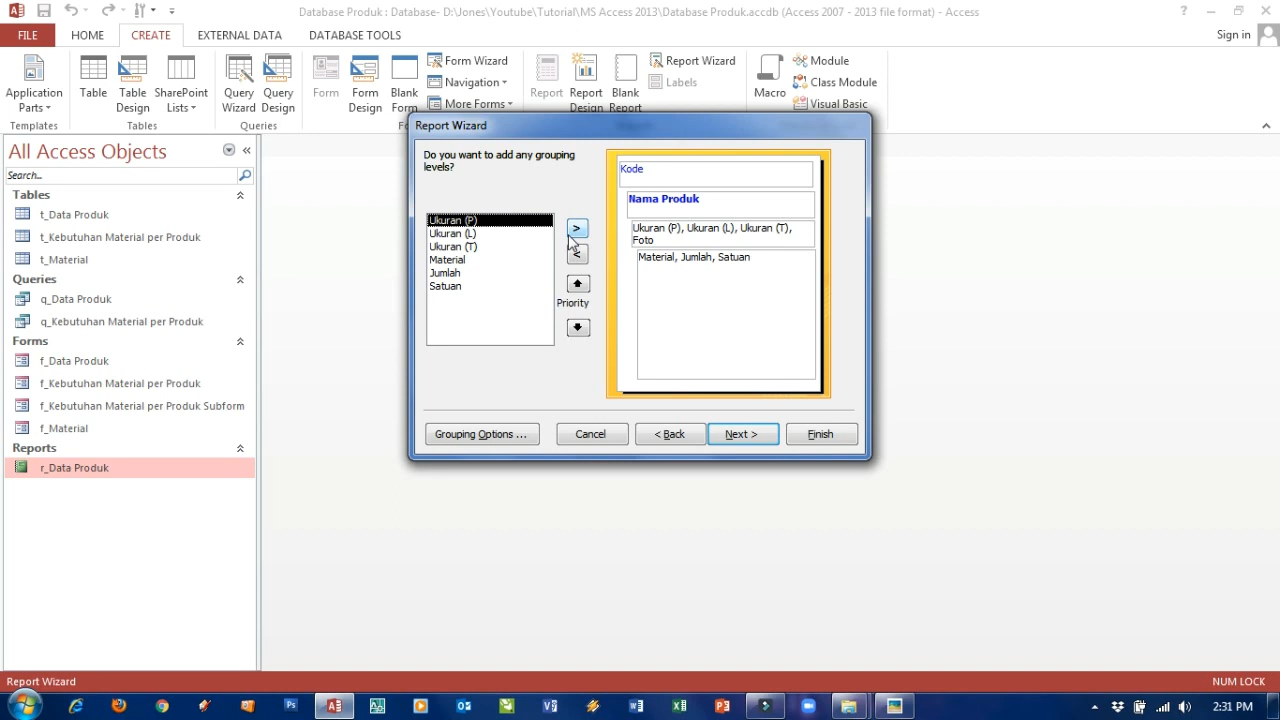 Database Produk : Database- D:\Jones\Youtube\Tutorial\MS Access 2013\Database Produk.accdb (Access 2007 - 2013 file format) - Access
FILE
HOME
CREATE
EXTERNAL DATA
DATABASE TOOLS
Sign in
Application
Parts
Templates
Table
Table
Design
SharePoint
Lists
Tables
Query
Wizard
Query
Design
Queries
Form
Form
Design
Blank
Form
Form Wizard
Navigation
More Forms
Report
Report
Design
Blank
Report
Report Wizard
Labels
Macro
Module
Class Module
Visual Basic
All Access Objects
Search...
Tables
t_Data Produk
t_Kebutuhan Material per Produk
t_Material
Queries
q_Data Produk
q_Kebutuhan Material per Produk
Forms
f_Data Produk
f_Kebutuhan Material per Produk
f_Kebutuhan Material per Produk Subform
f_Material
Reports
r_Data Produk
Report Wizard
Do you want to add any grouping
levels?
Ukuran (P)
Ukuran (L)
Ukuran (T)
Material
Jumlah
Satuan
>
<
Priority
Kode
Nama Produk
Ukuran (P), Ukuran (L), Ukuran (T),
Foto
Material, Jumlah, Satuan
Grouping Options ...
Cancel
< Back
Next >
Finish
Report Wizard
NUM LOCK
2:31 PM